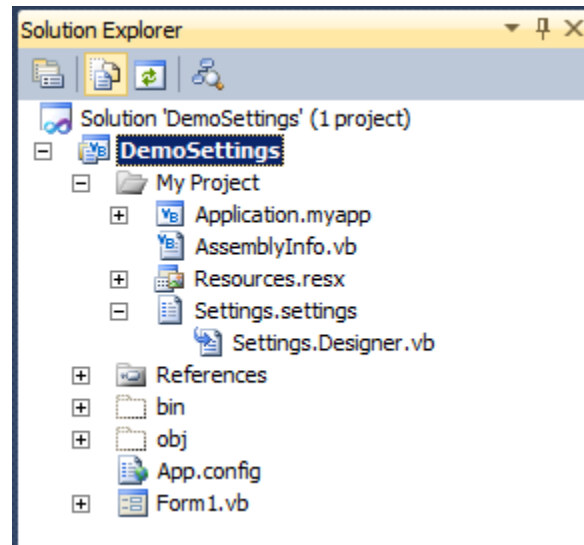 Solution Explorer
Solution 'DemoSettings' (1 project)
DemoSettings
My Project
Application.myapp
AssemblyInfo.vb
Resources.resx
Settings.settings
Settings.Designer.vb
References
bin
obj
App.config
Form1.vb